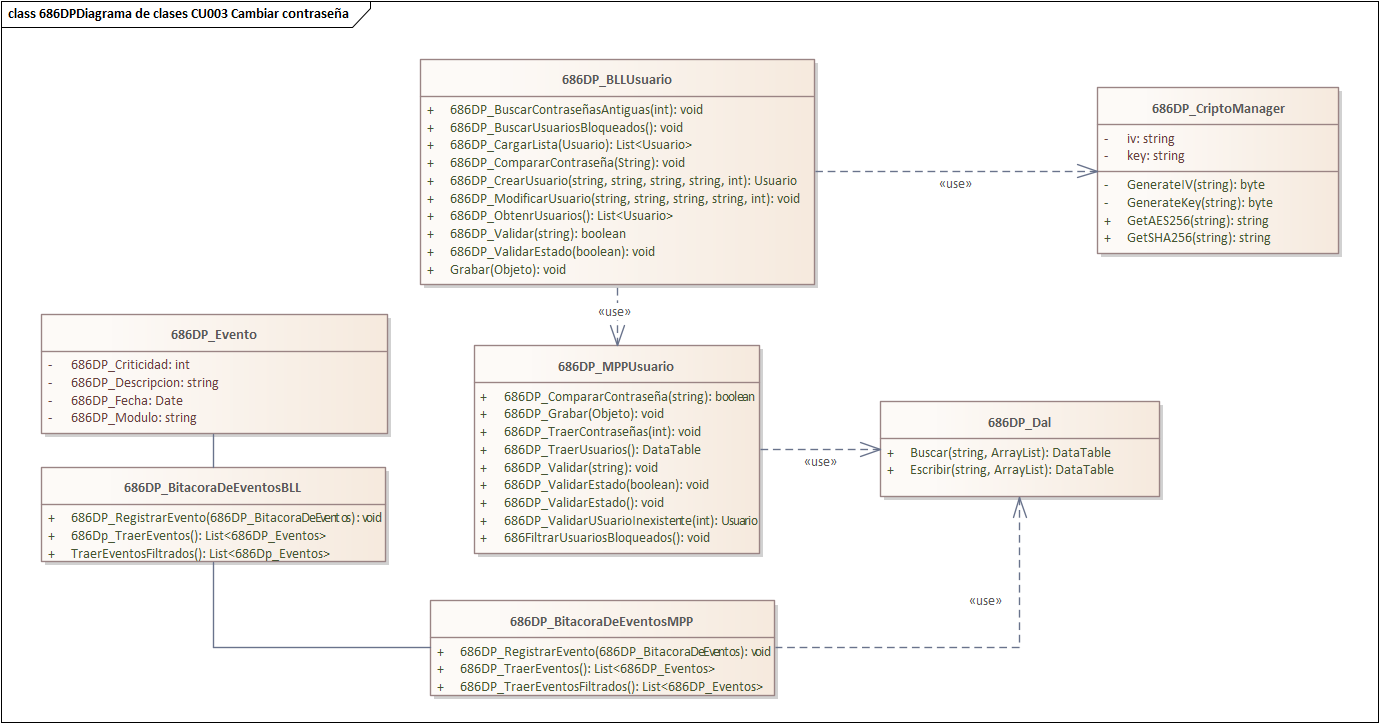 class 686DPDiagrama de clases CU003 Cambiar contraseña
686DP_BLLUsuario
+ 686DP_BuscarContraseñasAntiguas(int): void
+ 686DP_BuscarUsuariosBloqueados(): void
+ 686DP_CargarLista(Usuario): List<Usuario>
+ 686DP_CompararContraseña(String): void
+ 686DP_CrearUsuario(string, string, string, string, int): Usuario
+ 686DP_ModificarUsuario(string, string, string, string, int): void
+ 686DP_ObtenrUsuarios(): List<Usuario>
+ 686DP_Validar(string): boolean
+ 686DP_ValidarEstado(boolean): void
+ Grabar(Objeto): void
«use»
686DP_CriptoManager
- iv: string
- key: string
- GenerateIV(string): byte
- GenerateKey(string): byte
+ GetAES256(string): string
+ GetSHA256(string): string
«use»
686DP_Evento
- 686DP_Criticidad: int
- 686DP_Descripcion: string
- 686DP_Fecha: Date
- 686DP_Modulo: string
686DP_MPPUsuario
+ 686DP_CompararContraseña(string): boolean
+ 686DP_Grabar(Objeto): void
+ 686DP_TraerContraseñas(int): void
+ 686DP_TraerUsuarios(): DataTable
+ 686DP_Validar(string): void
+ 686DP_ValidarEstado(boolean): void
+ 686DP_ValidarEstado(): void
+ 686DP_ValidarUSuarioInexistente(int): Usuario
+ 686FiltrarUsuariosBloqueados(): void
«use»
686DP_Dal
+ Buscar(string, ArrayList): DataTable
+ Escribir(string, ArrayList): DataTable
686DP_BitacoraDeEventosBLL
+ 686DP_RegistrarEvento(686DP_BitacoraDeEventos): void
+ 686Dp_TraerEventos(): List<686DP_Eventos>
+ TraerEventosFiltrados(): List<686Dp_Eventos>
«use»
686DP_BitacoraDeEventosMPP
+ 686DP_RegistrarEvento(686DP_BitacoraDeEventos): void
+ 686DP_TraerEventos(): List<686DP_Eventos>
+ 686DP_TraerEventosFiltrados(): List<686DP_Eventos>